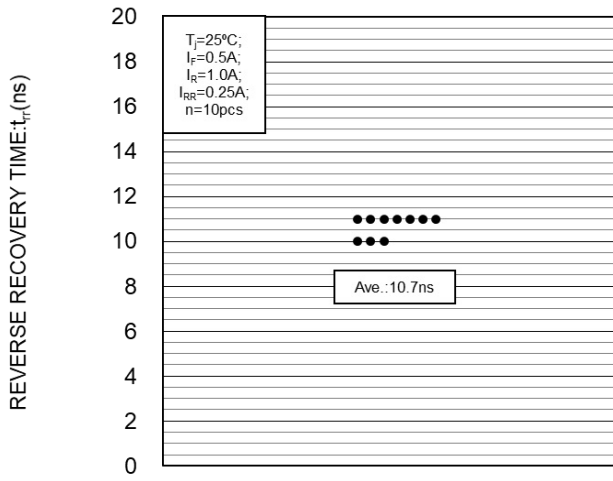 REVERSE RECOVERY TIME:trr(ns)
20
18
16
14
12
10
8
6
4
2
0
Tj=25ºC;
IF=0.5A;
IR=1.0A;
IRR=0.25A;
n=10pcs
Ave.:10.7ns